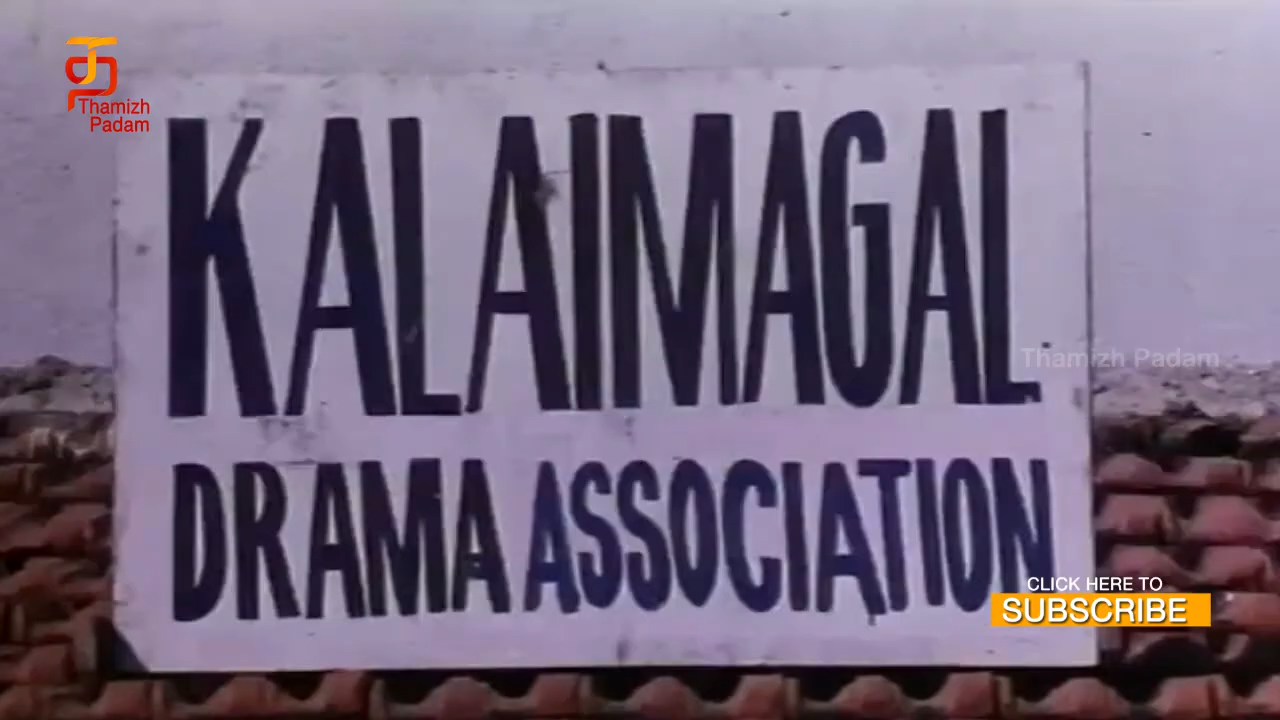 Thamizh
Padam
KALAIMAGAL
DRAMA ASSOCIATION
Thamizh Padam
CLICK HERE TO
SUBSCRIBE